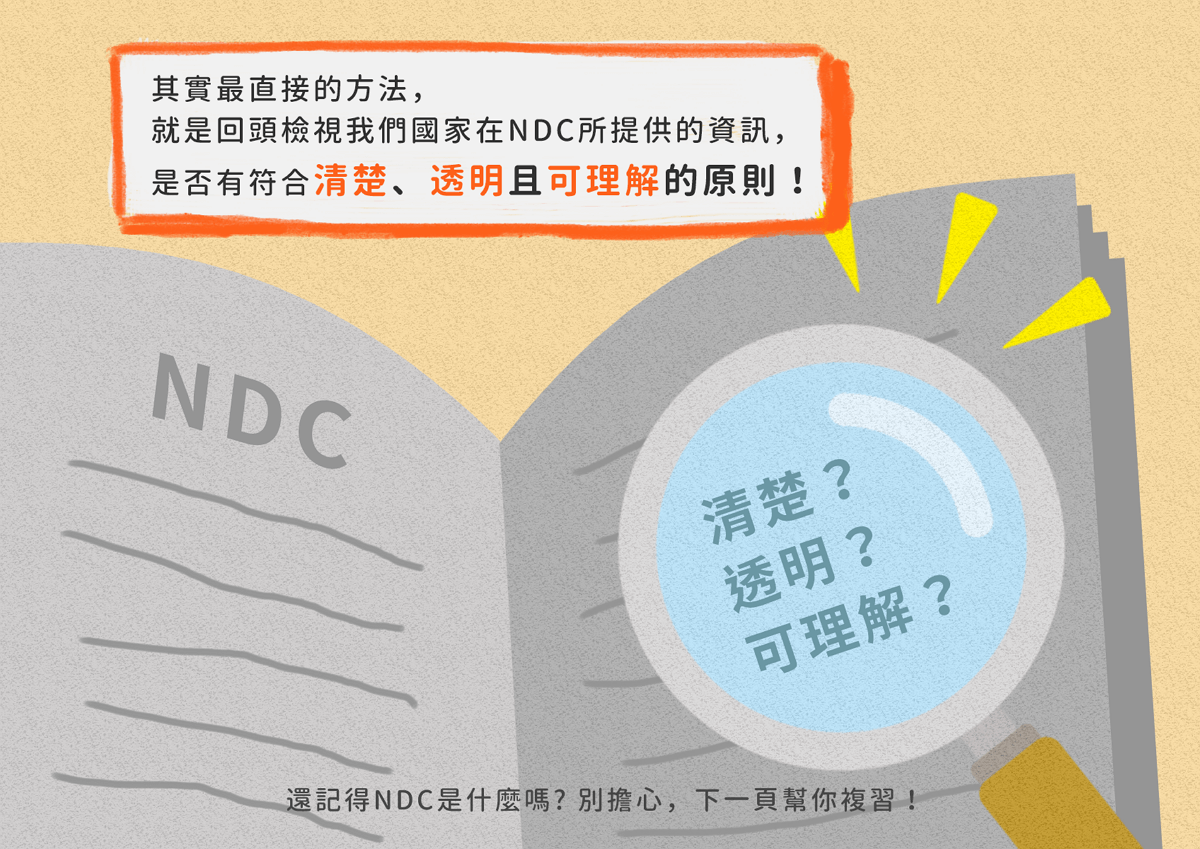 其實最直接的方法，
就是回頭檢視我們國家在NDC所提供的資訊，
是否有符合清楚、透明且可理解的原則！
NDC
清楚？
透明？
可理解？
還記得NDC是什麼嗎？別擔心，下一頁幫你複習！